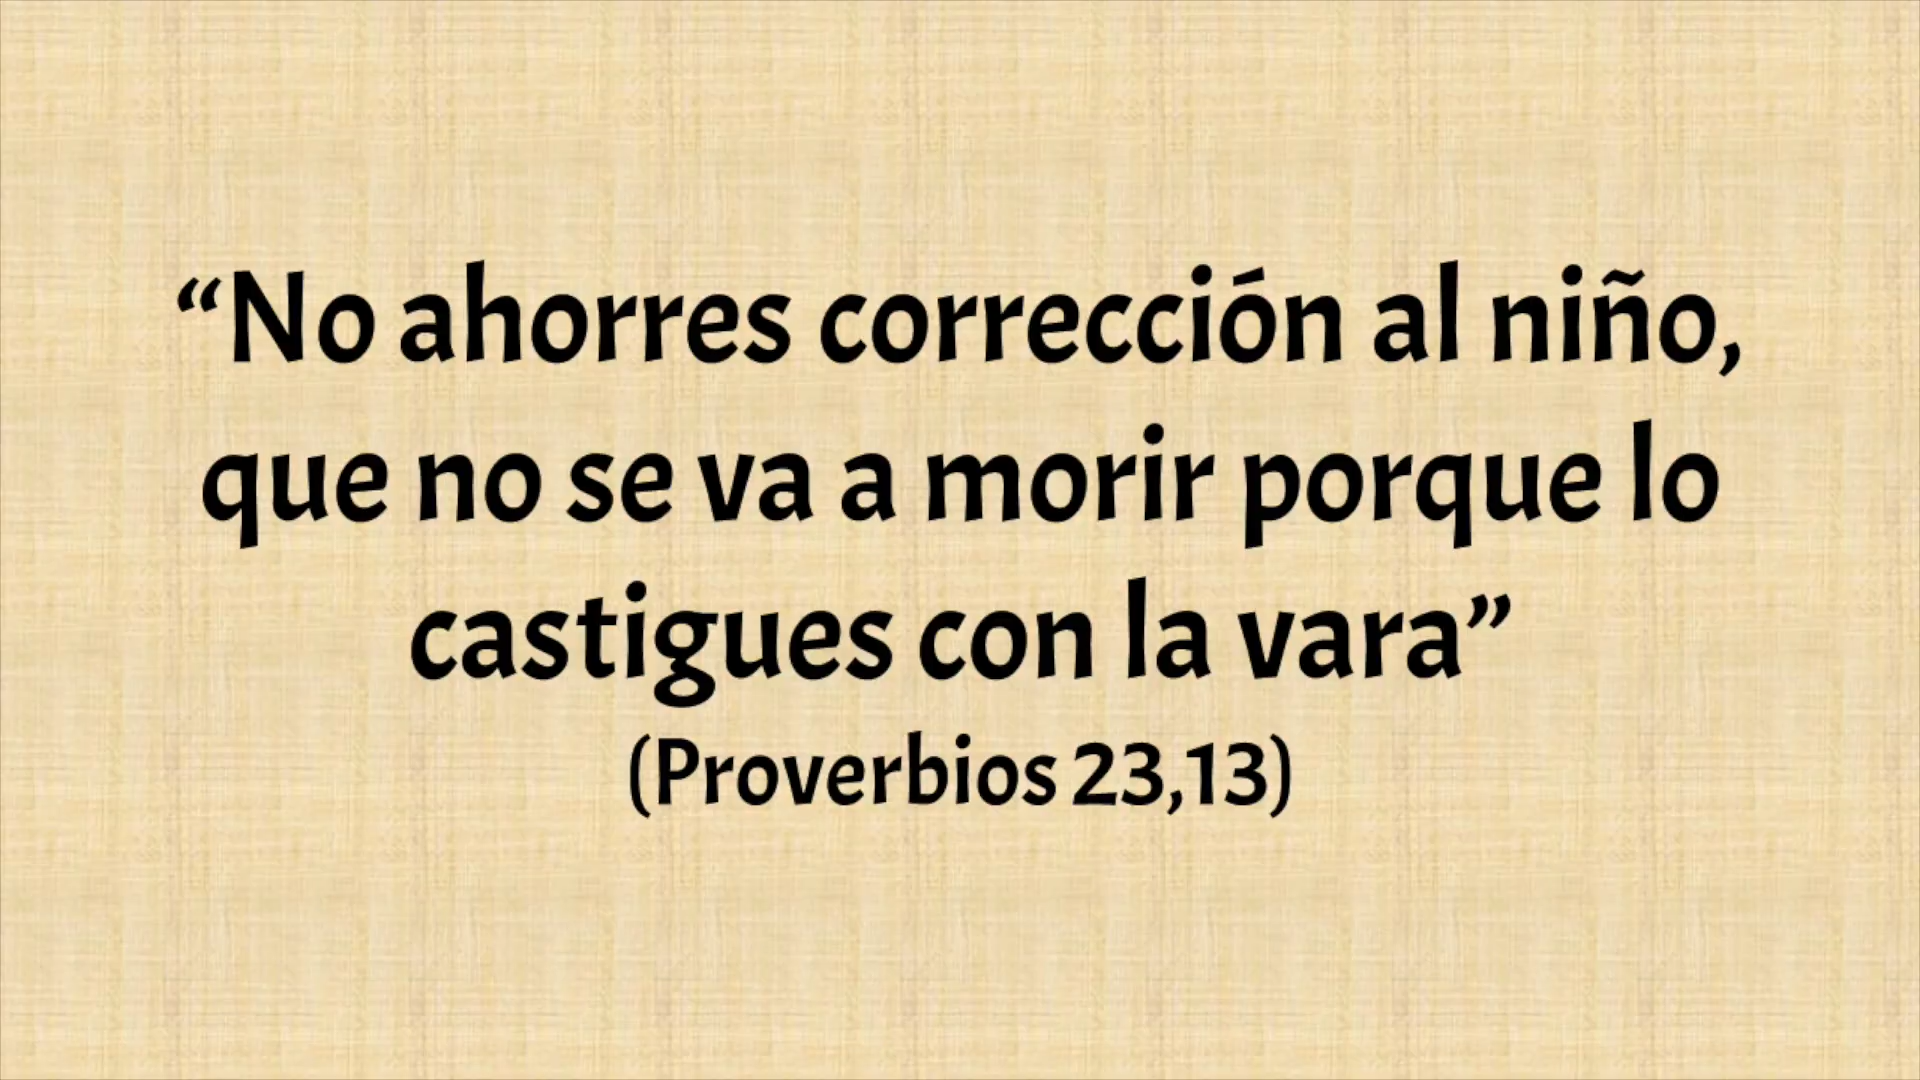 “No ahorres corrección al niño,
que no se va a morir porque lo
castigues con la vara”
(Proverbios 23,13)